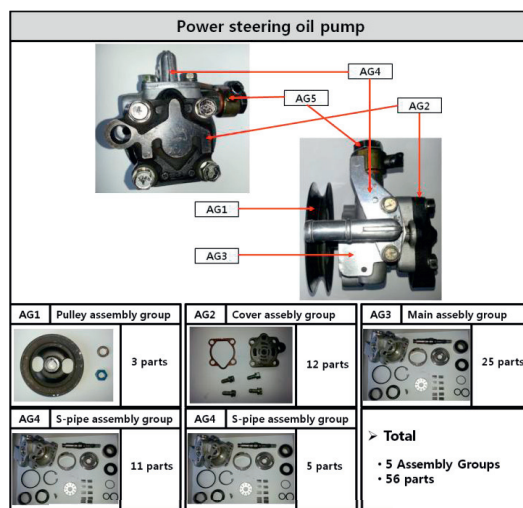 Power steering oil pump
AG4
AG5
AG2
AG1
AG3
AG1 Pulley assembly group
3 parts
AG2 Cover assebly group
12 parts
AG3 Main assebly group
25 parts
AG4 S-pipe assembly group
11 parts
AG4 S-pipe assembly group
5 parts
➢ Total
• 5 Assembly Groups
• 56 parts